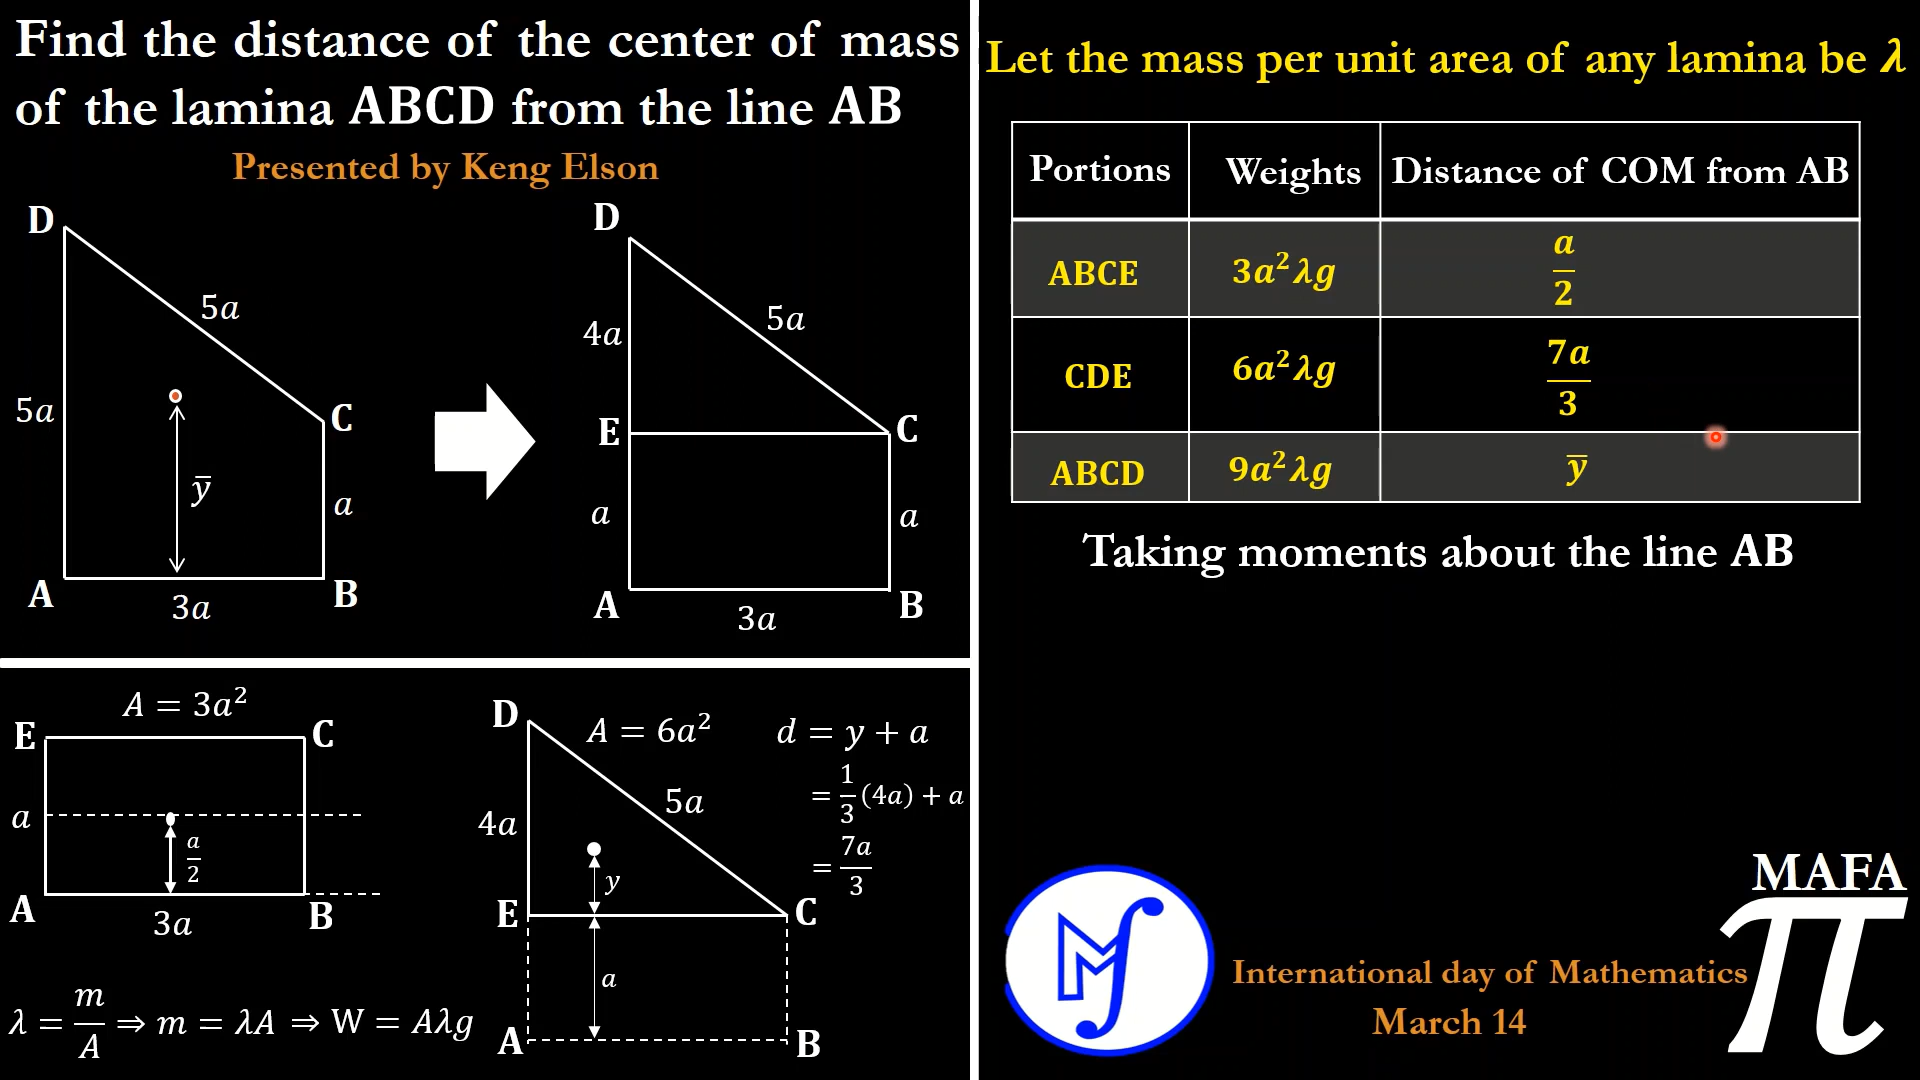 Find the distance of the center of mass
of the lamina ABCD from the line AB
Presented by Keng Elson
D
5a
5a
C
y̅
a
A
B
3a
D
4a
5a
E
C
a
a
A
B
3a
A = 3a²
E
C
a
a/2
A
B
3a
λ = m/A ⇒ m = λA ⇒ W = Aλg
D
A = 6a²
4a
5a
y
E
C
a
A
B
d = y + a
= 1/3 (4a) + a
= 7a/3
Let the mass per unit area of any lamina be λ
Portions Weights Distance of COM from AB
ABCE 3a²λg a/2
CDE 6a²λg 7a/3
ABCD 9a²λg y̅
Taking moments about the line AB
MAFA
π
M∫
International day of Mathematics
March 14